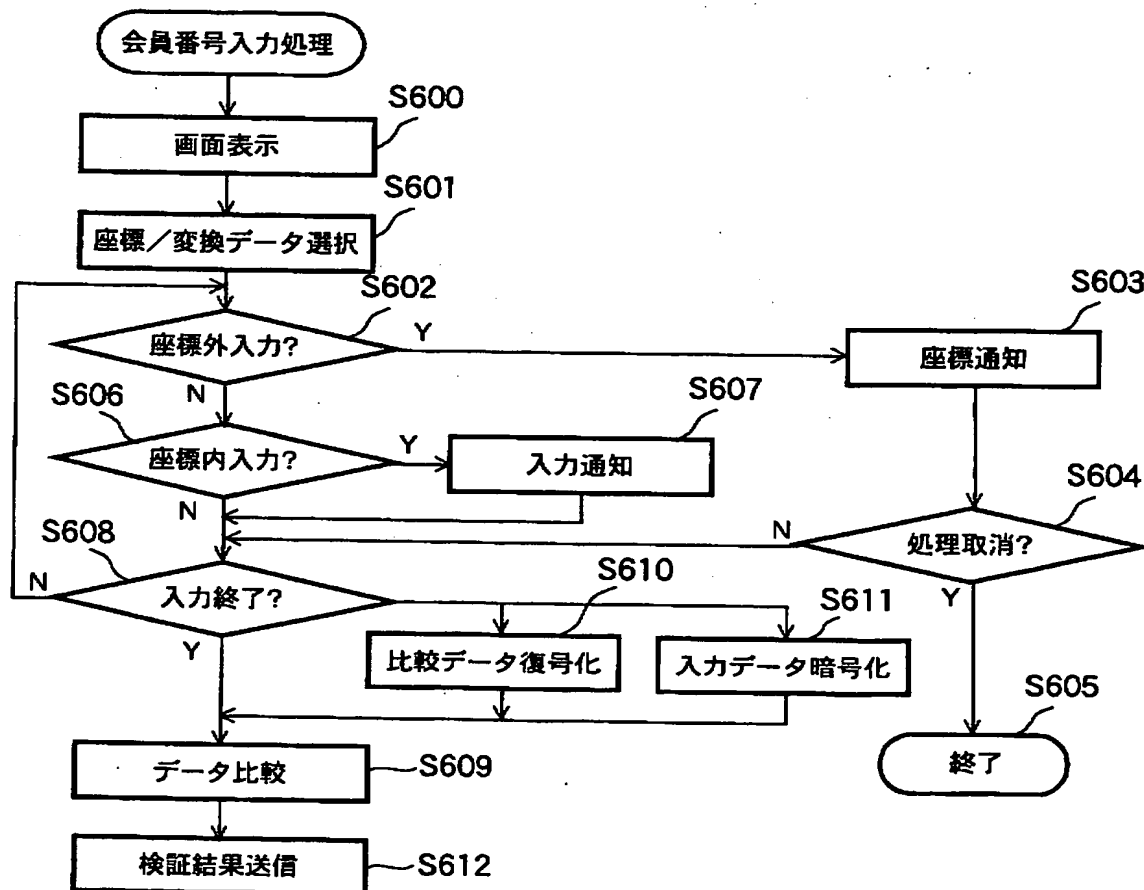 会員番号入力処理
S600
画面表示
S601
座標／変換データ選択
S602
座標外入力?
Y
N
S603
座標通知
S606
座標内入力?
Y
N
S607
入力通知
S604
処理取消?
N
Y
S608
入力終了?
N
Y
S610
比較データ復号化
S611
入力データ暗号化
S605
終了
データ比較
S609
検証結果送信
S612